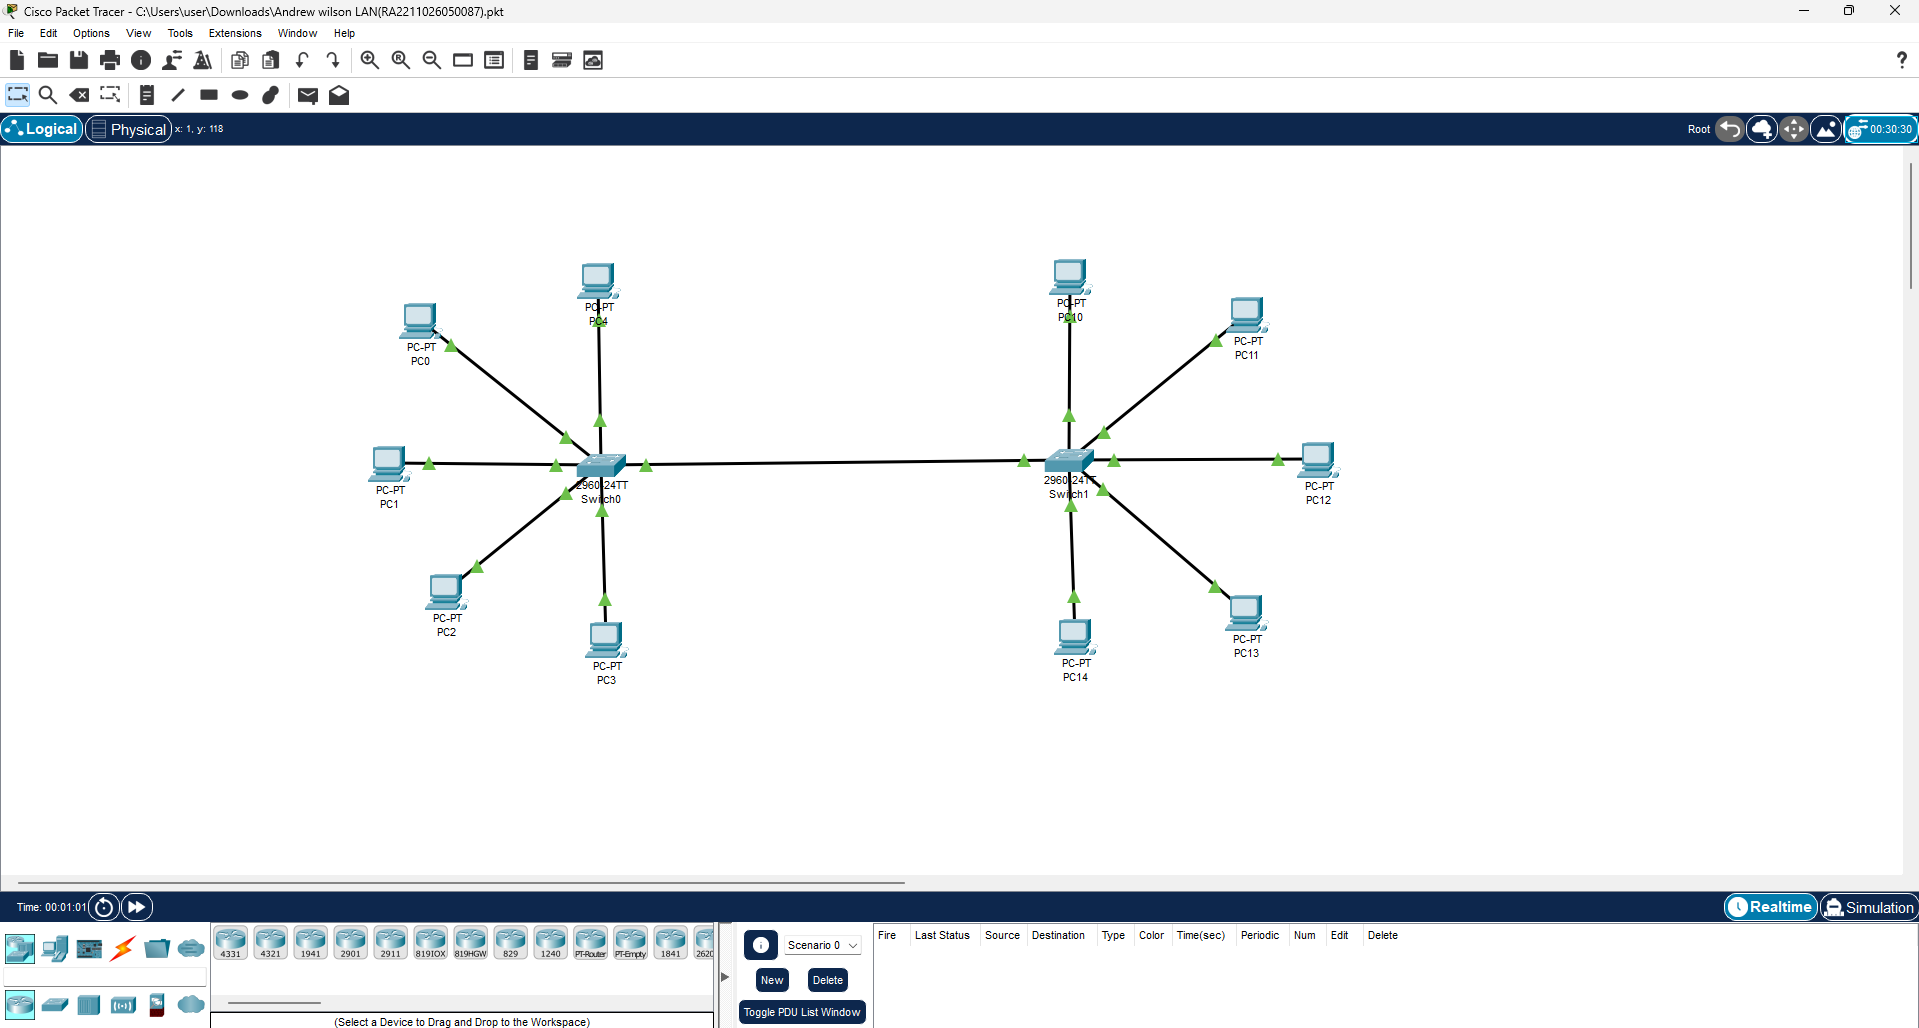 Cisco Packet Tracer - C:\Users\user\Downloads\Andrew wilson LAN(RA2211026050087).pkt
File Edit Options View Tools Extensions Window Help
?
Logical Physical x: 1, y: 118 Root 00:30:30
PC-PT
PC4
PC-PT
PC10
PC-PT
PC0
PC-PT
PC11
PC-PT
PC1
2960-24TT
Switch0
2960-24TT
Switch1
PC-PT
PC12
PC-PT
PC2
PC-PT
PC3
PC-PT
PC14
PC-PT
PC13
Time: 00:01:01 Realtime Simulation
4331 4321 1941 2901 2911 819IOX 819HGW 829 1240 PT-Router PT-Empty 1841 262
(Select a Device to Drag and Drop to the Workspace)
Scenario 0
New Delete
Toggle PDU List Window
Fire Last Status Source Destination Type Color Time(sec) Periodic Num Edit Delete